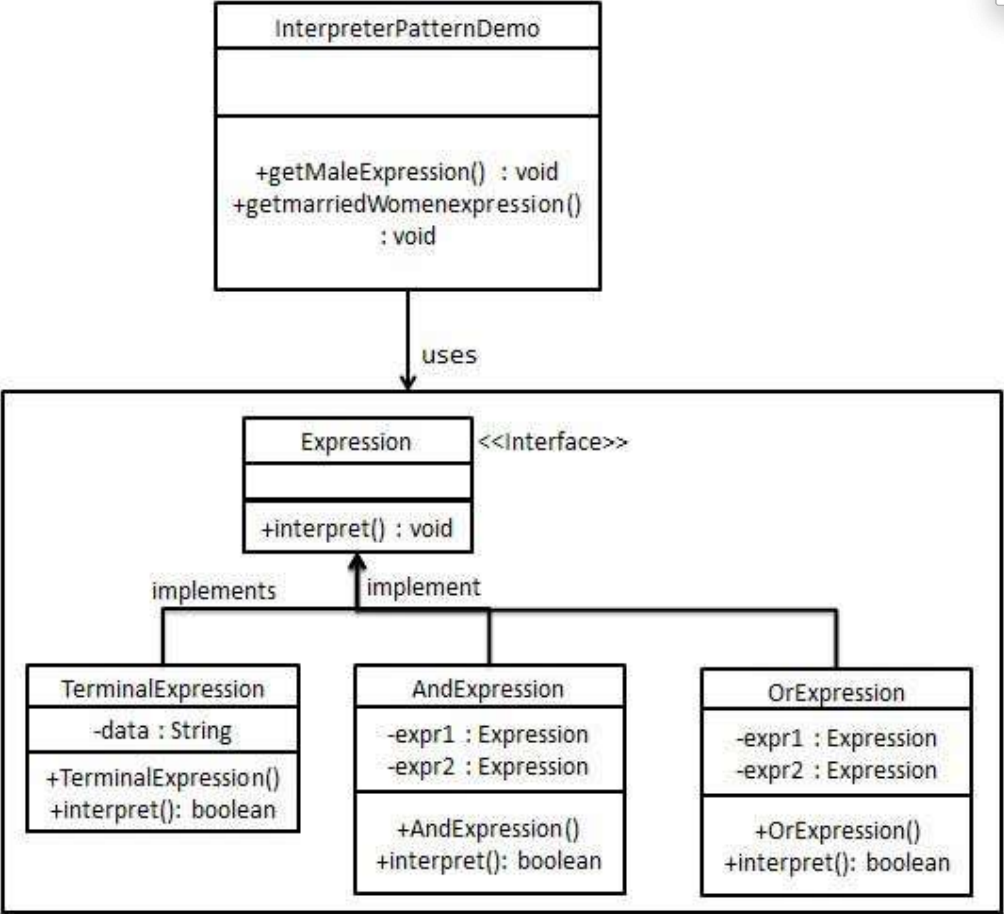 InterpreterPatternDemo
+getMaleExpression() : void
+getmarriedWomenexpression()
: void
uses
Expression
<<Interface>>
+interpret() : void
implements
implement
TerminalExpression
-data : String
+TerminalExpression()
+interpret(): boolean
AndExpression
-expr1 : Expression
-expr2 : Expression
+AndExpression()
+interpret(): boolean
OrExpression
-expr1 : Expression
-expr2 : Expression
+OrExpression()
+interpret(): boolean